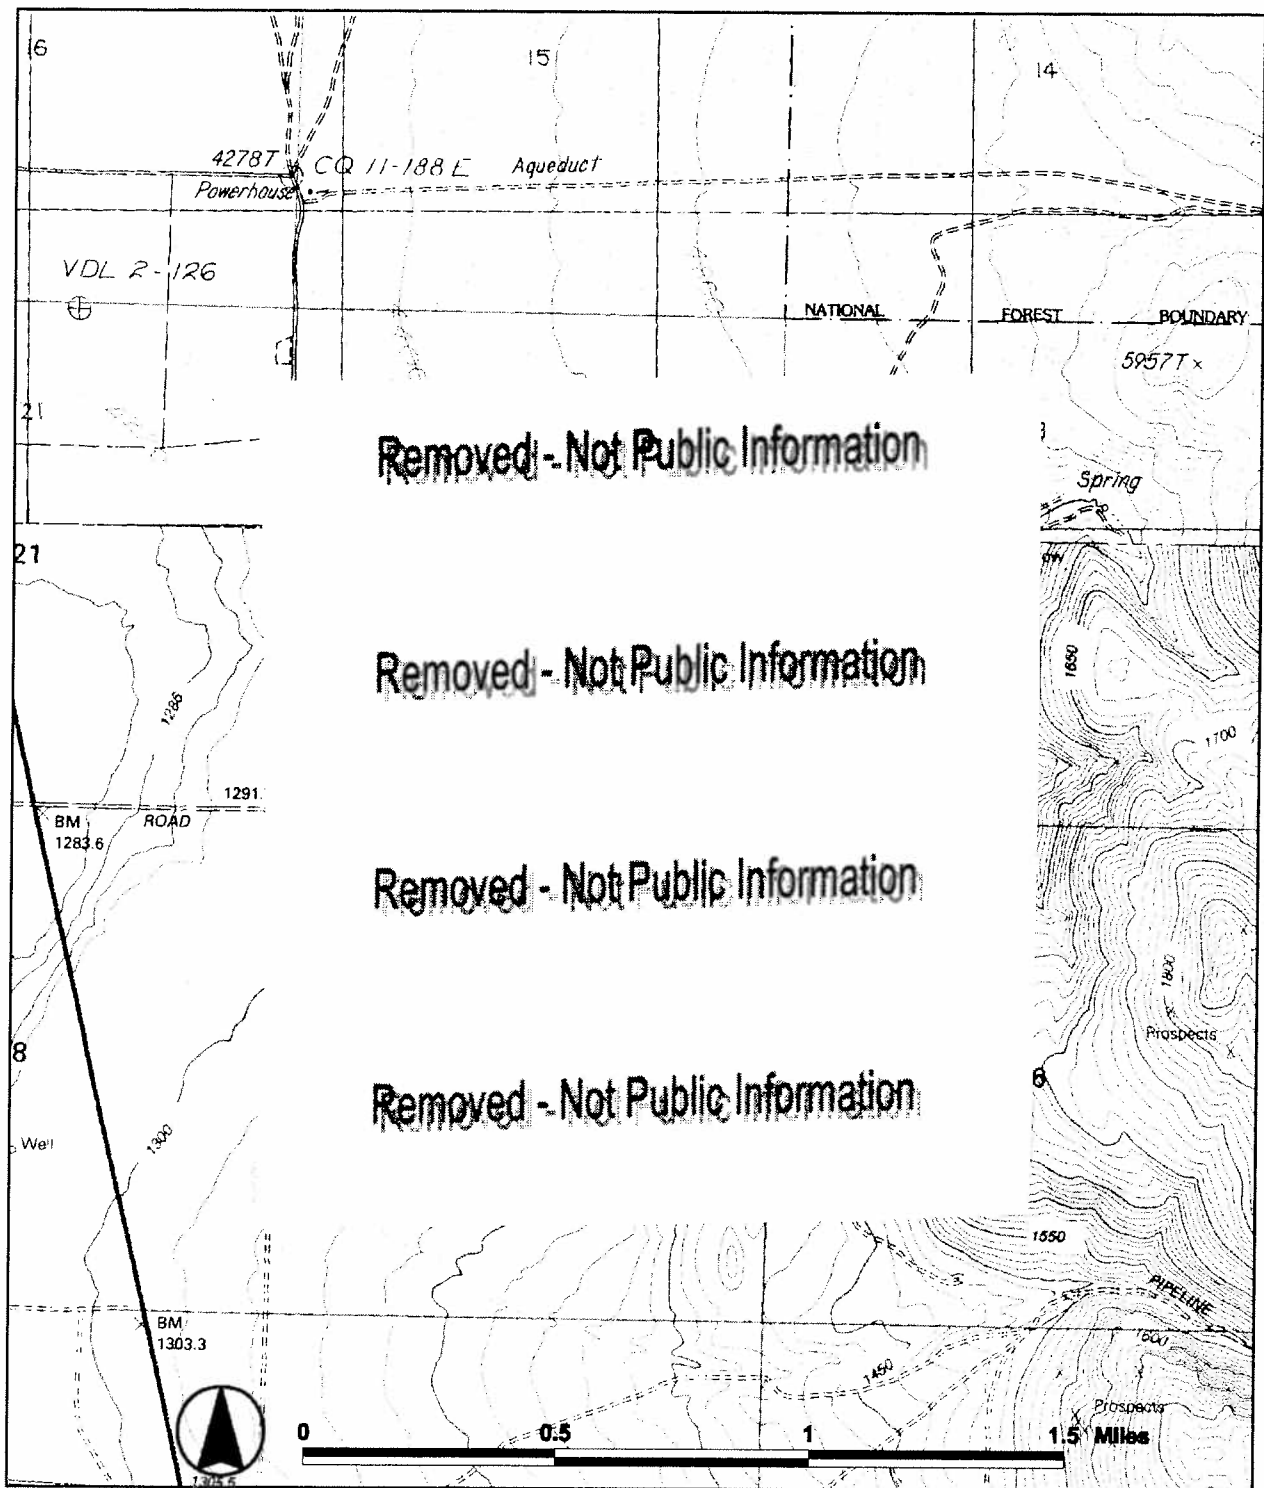 16
15
14
4278T
CQ 11-188 E
Aqueduct
Powerhouse
VDL 2-126
NATIONAL FOREST BOUNDARY
5957T ×
21
Removed - Not Public Information
Spring
21
1650
Removed - Not Public Information
1286
1700
1291.
BM
1283.6
ROAD
Removed - Not Public Information
1800
Prospects
8
6
Removed - Not Public Information
Well
1300
1550
PIPELINE
BM
1303.3
1600
1450
Prospects
0 0.5 1 1.5 Miles
1305.5